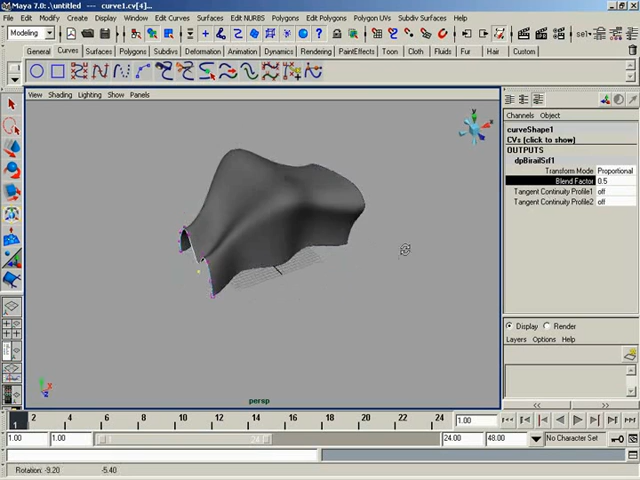 Maya 7.0: .\untitled --- curve1.cv[4]...
Edit Modify Create Display Window Edit Curves Surfaces Edit NURBS Polygons Edit Polygons Polygon UVs Subdiv Surfaces Help
Modeling sel
General Curves Surfaces Polygons Subdivs Deformation Animation Dynamics Rendering PaintEffects Toon Cloth Fluids Fur Hair Custom
View Shading Lighting Show Panels
Channels Object
curveShape1
CVs (click to show)
OUTPUTS
dpBirailSrf1
Transform Mode Proportional
Blend Factor 0.5
Tangent Continuity Profile1 off
Tangent Continuity Profile2 off
y
x
persp
Display Render
Layers Options Help
2 4 6 8 10 12 14 16 18 20 22 24
1 1.00
1.00 1.00 24 24.00 48.00 No Character Set
Rotation: -9.20 -5.40